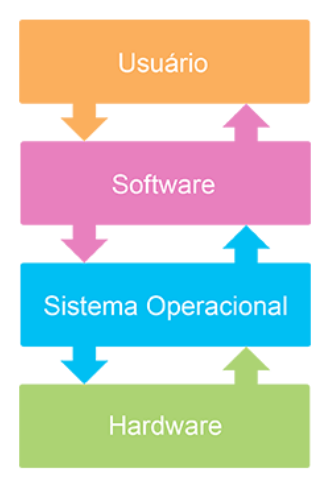 Usuário
Software
Sistema Operacional
Hardware